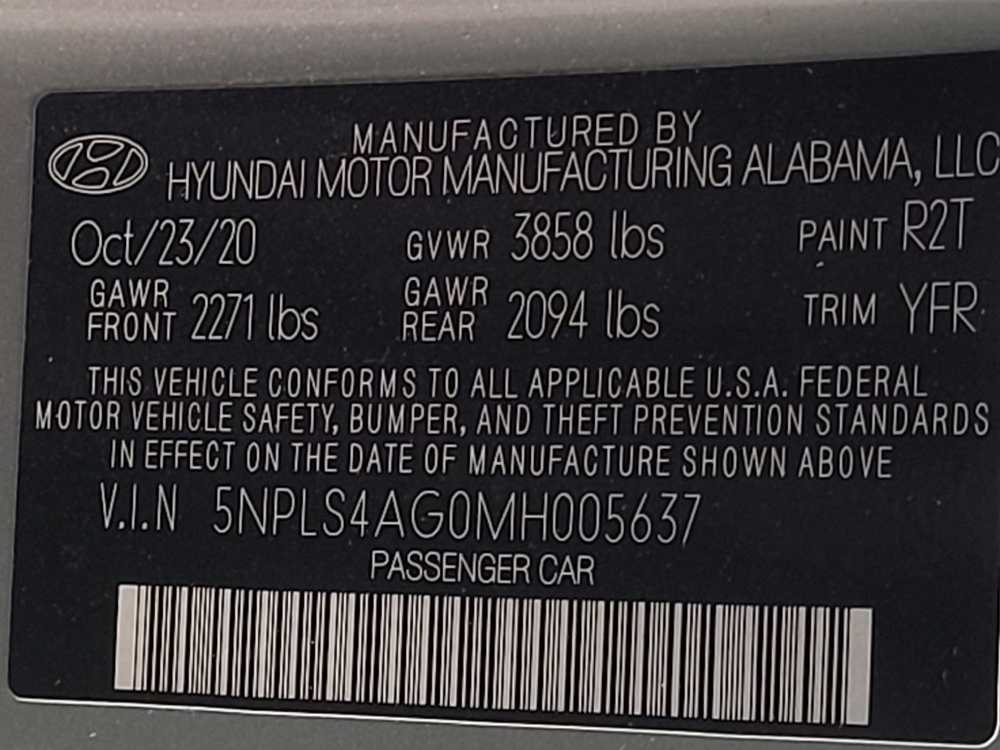 MANUFACTURED BY
HYUNDAI MOTOR MANUFACTURING ALABAMA, LLC
Oct/23/20 GVWR 3858 lbs PAINT R2T
GAWR FRONT 2271 lbs GAWR REAR 2094 lbs TRIM YFR
THIS VEHICLE CONFORMS TO ALL APPLICABLE U.S.A. FEDERAL
MOTOR VEHICLE SAFETY, BUMPER, AND THEFT PREVENTION STANDARDS
IN EFFECT ON THE DATE OF MANUFACTURE SHOWN ABOVE
V.I.N 5NPLS4AG0MH005637
PASSENGER CAR